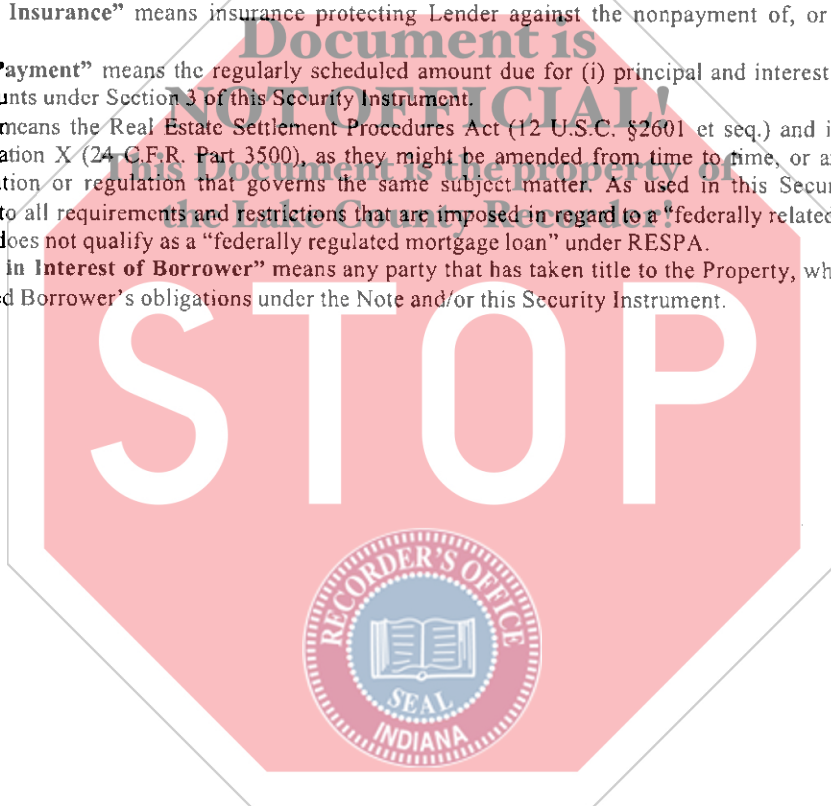 Insurance” means insurance protecting Lender against the nonpayment of, or
Document is
ayment” means the regularly scheduled amount due for (i) principal and interest
unts under Section 3 of this Security Instrument.
NOT OFFICIAL!
means the Real Estate Settlement Procedures Act (12 U.S.C. §2601 et seq.) and i
ation X (24 C.F.R. Part 3500), as they might be amended from time to time, or a
This Document is the property of
tion or regulation that governs the same subject matter. As used in this Secur
to all requirements and restrictions that are imposed in regard to a “federally related
the Lake County Recorder!
does not qualify as a “federally regulated mortgage loan” under RESPA.
in Interest of Borrower” means any party that has taken title to the Property, wh
d Borrower’s obligations under the Note and/or this Security Instrument.
STOP
RECORDER'S OFFICE
SEAL
INDIANA